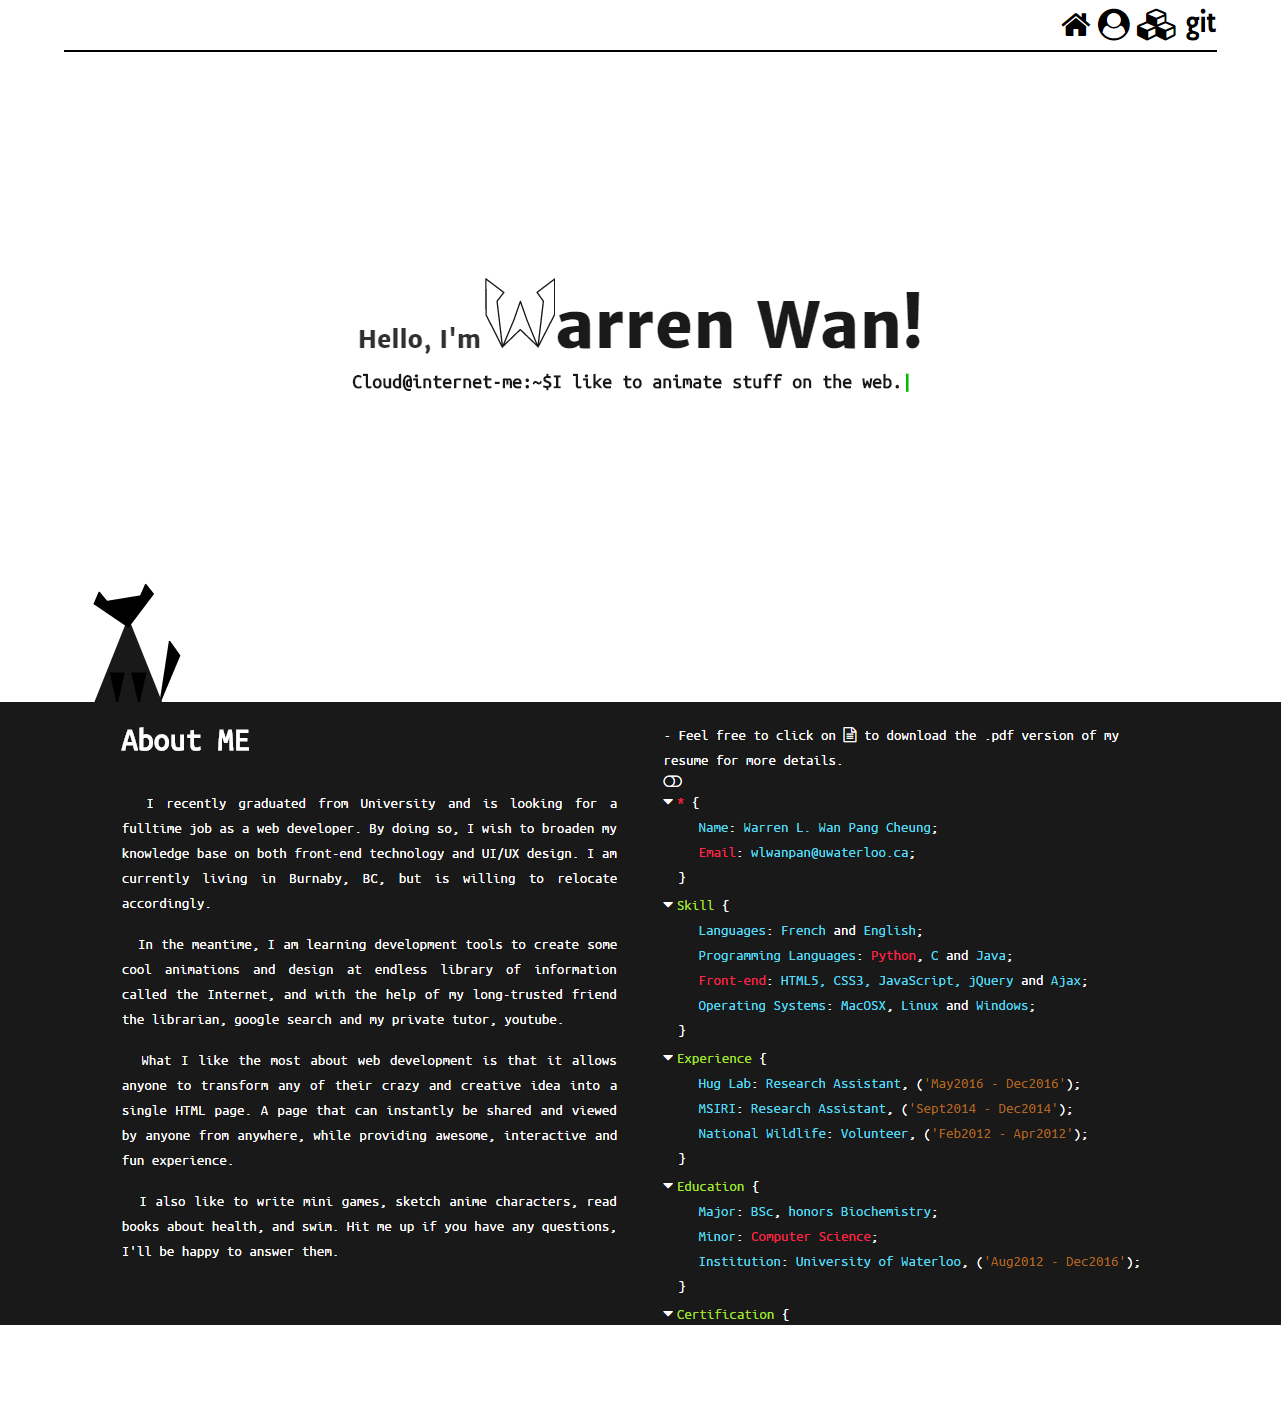 git
Hello, I'm Warren Wan!
Cloud@internet-me:~$I like to animate stuff on the web.
About ME
I recently graduated from University and is looking for a
fulltime job as a web developer. By doing so, I wish to broaden my
knowledge base on both front-end technology and UI/UX design. I am
currently living in Burnaby, BC, but is willing to relocate
accordingly.
In the meantime, I am learning development tools to create some
cool animations and design at endless library of information
called the Internet, and with the help of my long-trusted friend
the librarian, google search and my private tutor, youtube.
What I like the most about web development is that it allows
anyone to transform any of their crazy and creative idea into a
single HTML page. A page that can instantly be shared and viewed
by anyone from anywhere, while providing awesome, interactive and
fun experience.
I also like to write mini games, sketch anime characters, read
books about health, and swim. Hit me up if you have any questions,
I'll be happy to answer them.
- Feel free to click on to download the .pdf version of my
resume for more details.
* {
Name: Warren L. Wan Pang Cheung;
Email: wlwanpan@uwaterloo.ca;
}
Skill {
Languages: French and English;
Programming Languages: Python, C and Java;
Front-end: HTML5, CSS3, JavaScript, jQuery and Ajax;
Operating Systems: MacOSX, Linux and Windows;
}
Experience {
Hug Lab: Research Assistant, ('May2016 - Dec2016');
MSIRI: Research Assistant, ('Sept2014 - Dec2014');
National Wildlife: Volunteer, ('Feb2012 - Apr2012');
}
Education {
Major: BSc, honors Biochemistry;
Minor: Computer Science;
Institution: University of Waterloo, ('Aug2012 - Dec2016');
}
Certification {